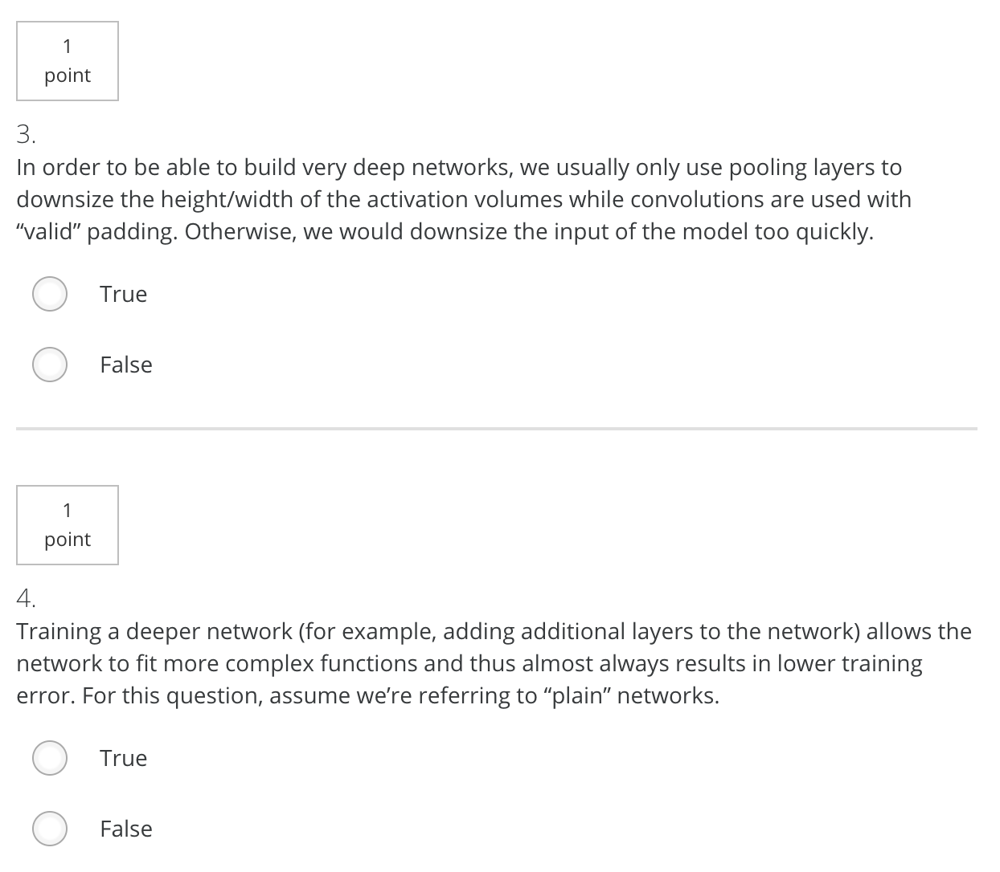 1
point
3.
In order to be able to build very deep networks, we usually only use pooling layers to
downsize the height/width of the activation volumes while convolutions are used with
“valid” padding. Otherwise, we would downsize the input of the model too quickly.
True
False
1
point
4.
Training a deeper network (for example, adding additional layers to the network) allows the
network to fit more complex functions and thus almost always results in lower training
error. For this question, assume we’re referring to “plain” networks.
True
False